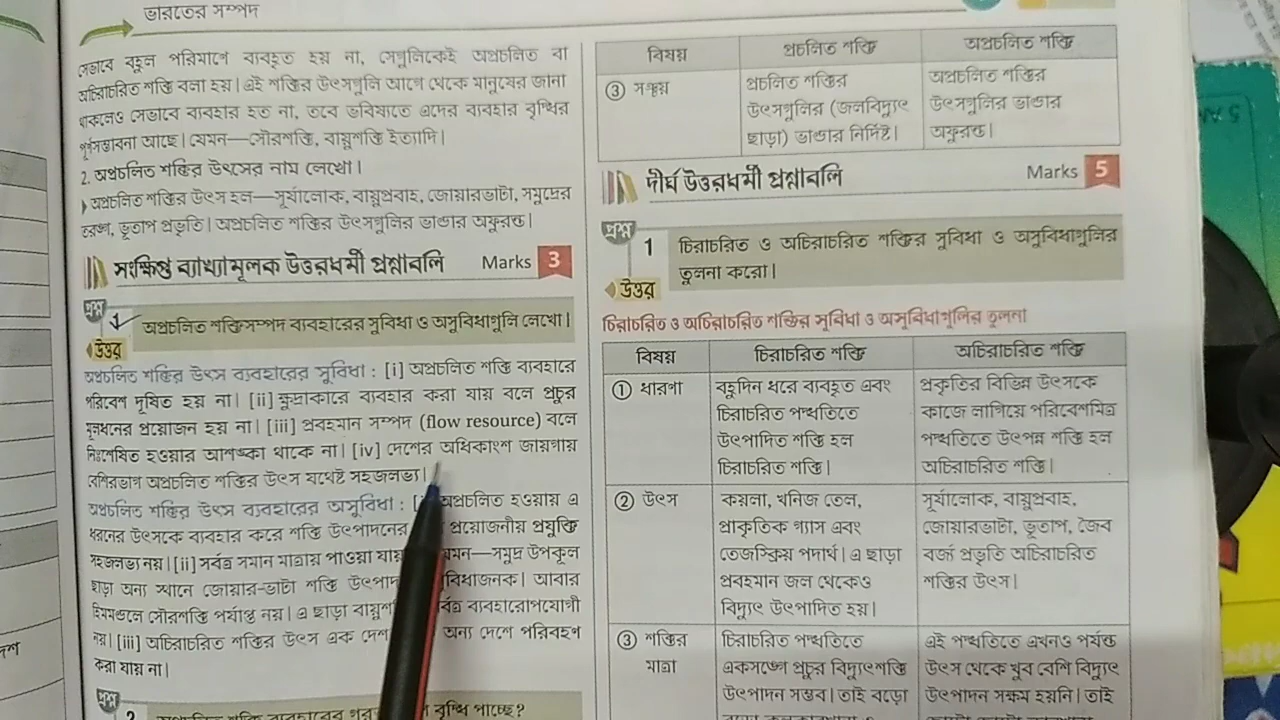 ভারতের সম্পদ
সেভাবে বহুল পরিমাণে ব্যবহৃত হয় না, সেগুলিকেই অপ্রচলিত বা
অচিরাচরিত শক্তি বলা হয়। এই শক্তির উৎসগুলি আগে থেকে মানুষের জানা
থাকলেও সেভাবে ব্যবহার হত না, তবে ভবিষ্যতে এদের ব্যবহার বৃদ্ধির
পূর্ণসম্ভাবনা আছে। যেমন—সৌরশক্তি, বায়ুশক্তি ইত্যাদি।
2. অপ্রচলিত শক্তির উৎসের নাম লেখো।
অপ্রচলিত শক্তির উৎস হল—সূর্যালোক, বায়ুপ্রবাহ, জোয়ারভাটা, সমুদ্রের
তরঙ্গ, ভূতাপ প্রভৃতি। অপ্রচলিত শক্তির উৎসগুলির ভাণ্ডার অফুরন্ত।
সংক্ষিপ্ত ব্যাখ্যামূলক উত্তরধর্মী প্রশ্নাবলি Marks 3
প্রশ্ন
1 অপ্রচলিত শক্তিসম্পদ ব্যবহারের সুবিধা ও অসুবিধাগুলি লেখো।
উত্তর
অপ্রচলিত শক্তির উৎস ব্যবহারের সুবিধা : [i] অপ্রচলিত শক্তি ব্যবহারে
পরিবেশ দূষিত হয় না। [ii] ক্ষুদ্রাকারে ব্যবহার করা যায় বলে প্রচুর
মূলধনের প্রয়োজন হয় না। [iii] প্রবহমান সম্পদ (flow resource) বলে
নিঃশেষিত হওয়ার আশঙ্কা থাকে না। [iv] দেশের অধিকাংশ জায়গায়
বেশিরভাগ অপ্রচলিত শক্তির উৎস যথেষ্ট সহজলভ্য।
অপ্রচলিত শক্তির উৎস ব্যবহারের অসুবিধা : অপ্রচলিত হওয়ায় এ
ধরনের উৎসকে ব্যবহার করে শক্তি উৎপাদনের প্রয়োজনীয় প্রযুক্তি
সহজলভ্য নয়। [ii] সর্বত্র সমান মাত্রায় পাওয়া যায় সমুদ্র উপকূল
ছাড়া অন্য স্থানে জোয়ার-ভাটা শক্তি আবার
হিমমণ্ডলে সৌরশক্তি পর্যাপ্ত নয়। এ ছাড়া ব্যবহারোপযোগী
নয়। [iii] অচিরাচরিত শক্তির উৎস এক অন্য দেশে পরিবহণ
করা যায় না।
প্রশ্ন
2 অপ্রচলিত শক্তি ব্যবহারের বৃদ্ধি পাচ্ছে?
বিষয় প্রচলিত শক্তি অপ্রচলিত শক্তি
③ সঞ্চয় প্রচলিত শক্তির অপ্রচলিত শক্তির
উৎসগুলির (জলবিদ্যুৎ উৎসগুলির ভাণ্ডার
ছাড়া) ভাণ্ডার নির্দিষ্ট। অফুরন্ত।
দীর্ঘ উত্তরধর্মী প্রশ্নাবলি Marks 5
প্রশ্ন
1 চিরাচরিত ও অচিরাচরিত শক্তির সুবিধা ও অসুবিধাগুলির
তুলনা করো।
উত্তর
চিরাচরিত ও অচিরাচরিত শক্তির সুবিধা ও অসুবিধাগুলির তুলনা
বিষয় চিরাচরিত শক্তি অচিরাচরিত শক্তি
① ধারণা বহুদিন ধরে ব্যবহৃত এবং প্রকৃতির বিভিন্ন উৎসকে
চিরাচরিত পদ্ধতিতে কাজে লাগিয়ে পরিবেশমিত্র
উৎপাদিত শক্তি হল পদ্ধতিতে উৎপন্ন শক্তি হল
চিরাচরিত শক্তি। অচিরাচরিত শক্তি।
② উৎস কয়লা, খনিজ তেল, সূর্যালোক, বায়ুপ্রবাহ,
প্রাকৃতিক গ্যাস এবং জোয়ারভাটা, ভূতাপ, জৈব
তেজস্ক্রিয় পদার্থ। এ ছাড়া বর্জ্য প্রভৃতি অচিরাচরিত
প্রবহমান জল থেকেও শক্তির উৎস।
বিদ্যুৎ উৎপাদিত হয়।
③ শক্তির চিরাচরিত পদ্ধতিতে এই পদ্ধতিতে এখনও পর্যন্ত
মাত্রা একসঙ্গে প্রচুর বিদ্যুৎশক্তি উৎস থেকে খুব বেশি বিদ্যুৎ
উৎপাদন সম্ভব। তাই বড়ো উৎপাদন সক্ষম হয়নি। তাই